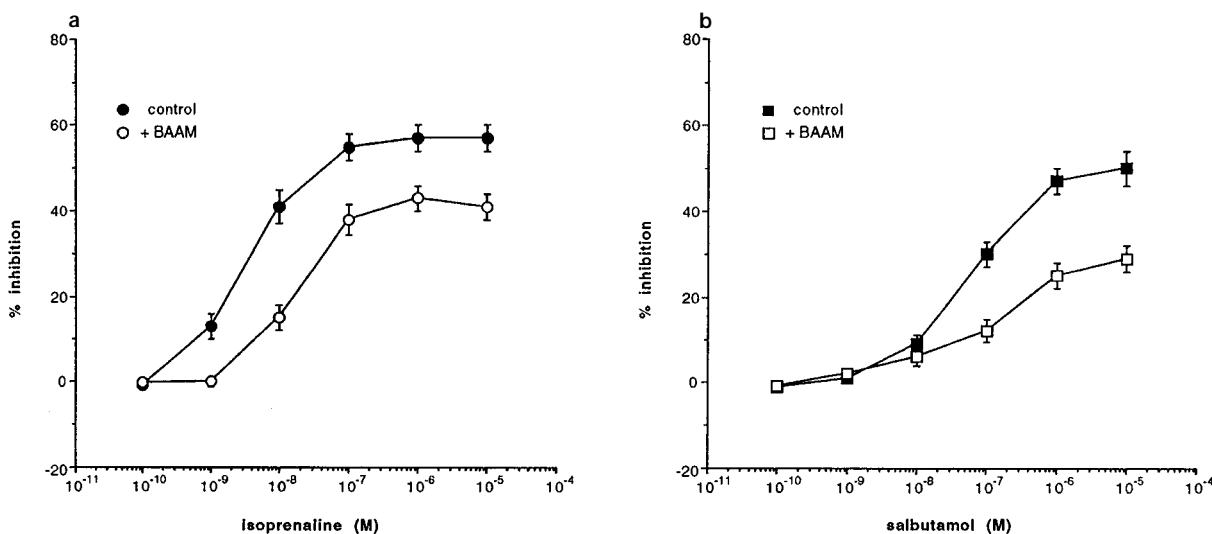 a
80
60
40
20
0
-20
% inhibition
control
+ BAAM
10⁻¹¹ 10⁻¹⁰ 10⁻⁹ 10⁻⁸ 10⁻⁷ 10⁻⁶ 10⁻⁵ 10⁻⁴
isoprenaline (M)
b
80
60
40
20
0
-20
% inhibition
control
+ BAAM
10⁻¹¹ 10⁻¹⁰ 10⁻⁹ 10⁻⁸ 10⁻⁷ 10⁻⁶ 10⁻⁵ 10⁻⁴
salbutamol (M)